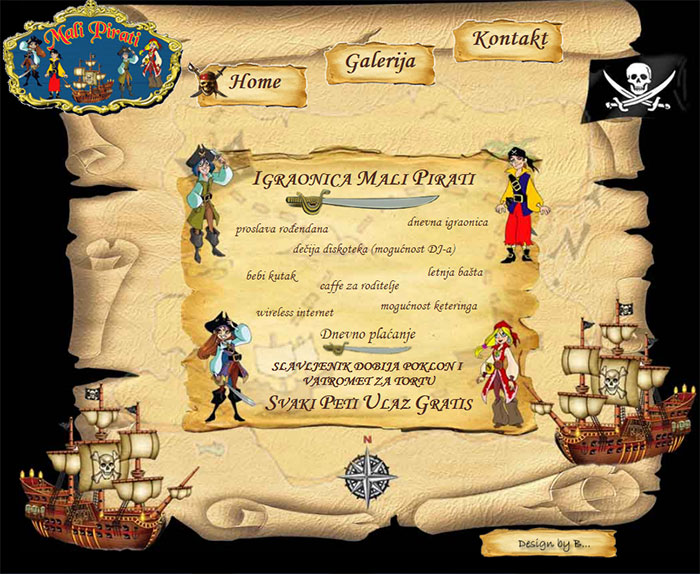 Mali Pirati
Home
Galerija
Kontakt
IGRAONICA MALI PIRATI
proslava rođendana
dnevna igraonica
dečija diskoteka (mogućnost DJ-a)
bebi kutak
letnja bašta
caffe za roditelje
wireless internet
mogućnost keteringa
Dnevno plaćanje
SLAVLJENIK DOBIJA POKLON I
VATROMET ZA TORTU
SVAKI PETI ULAZ GRATIS
N
Design by B...